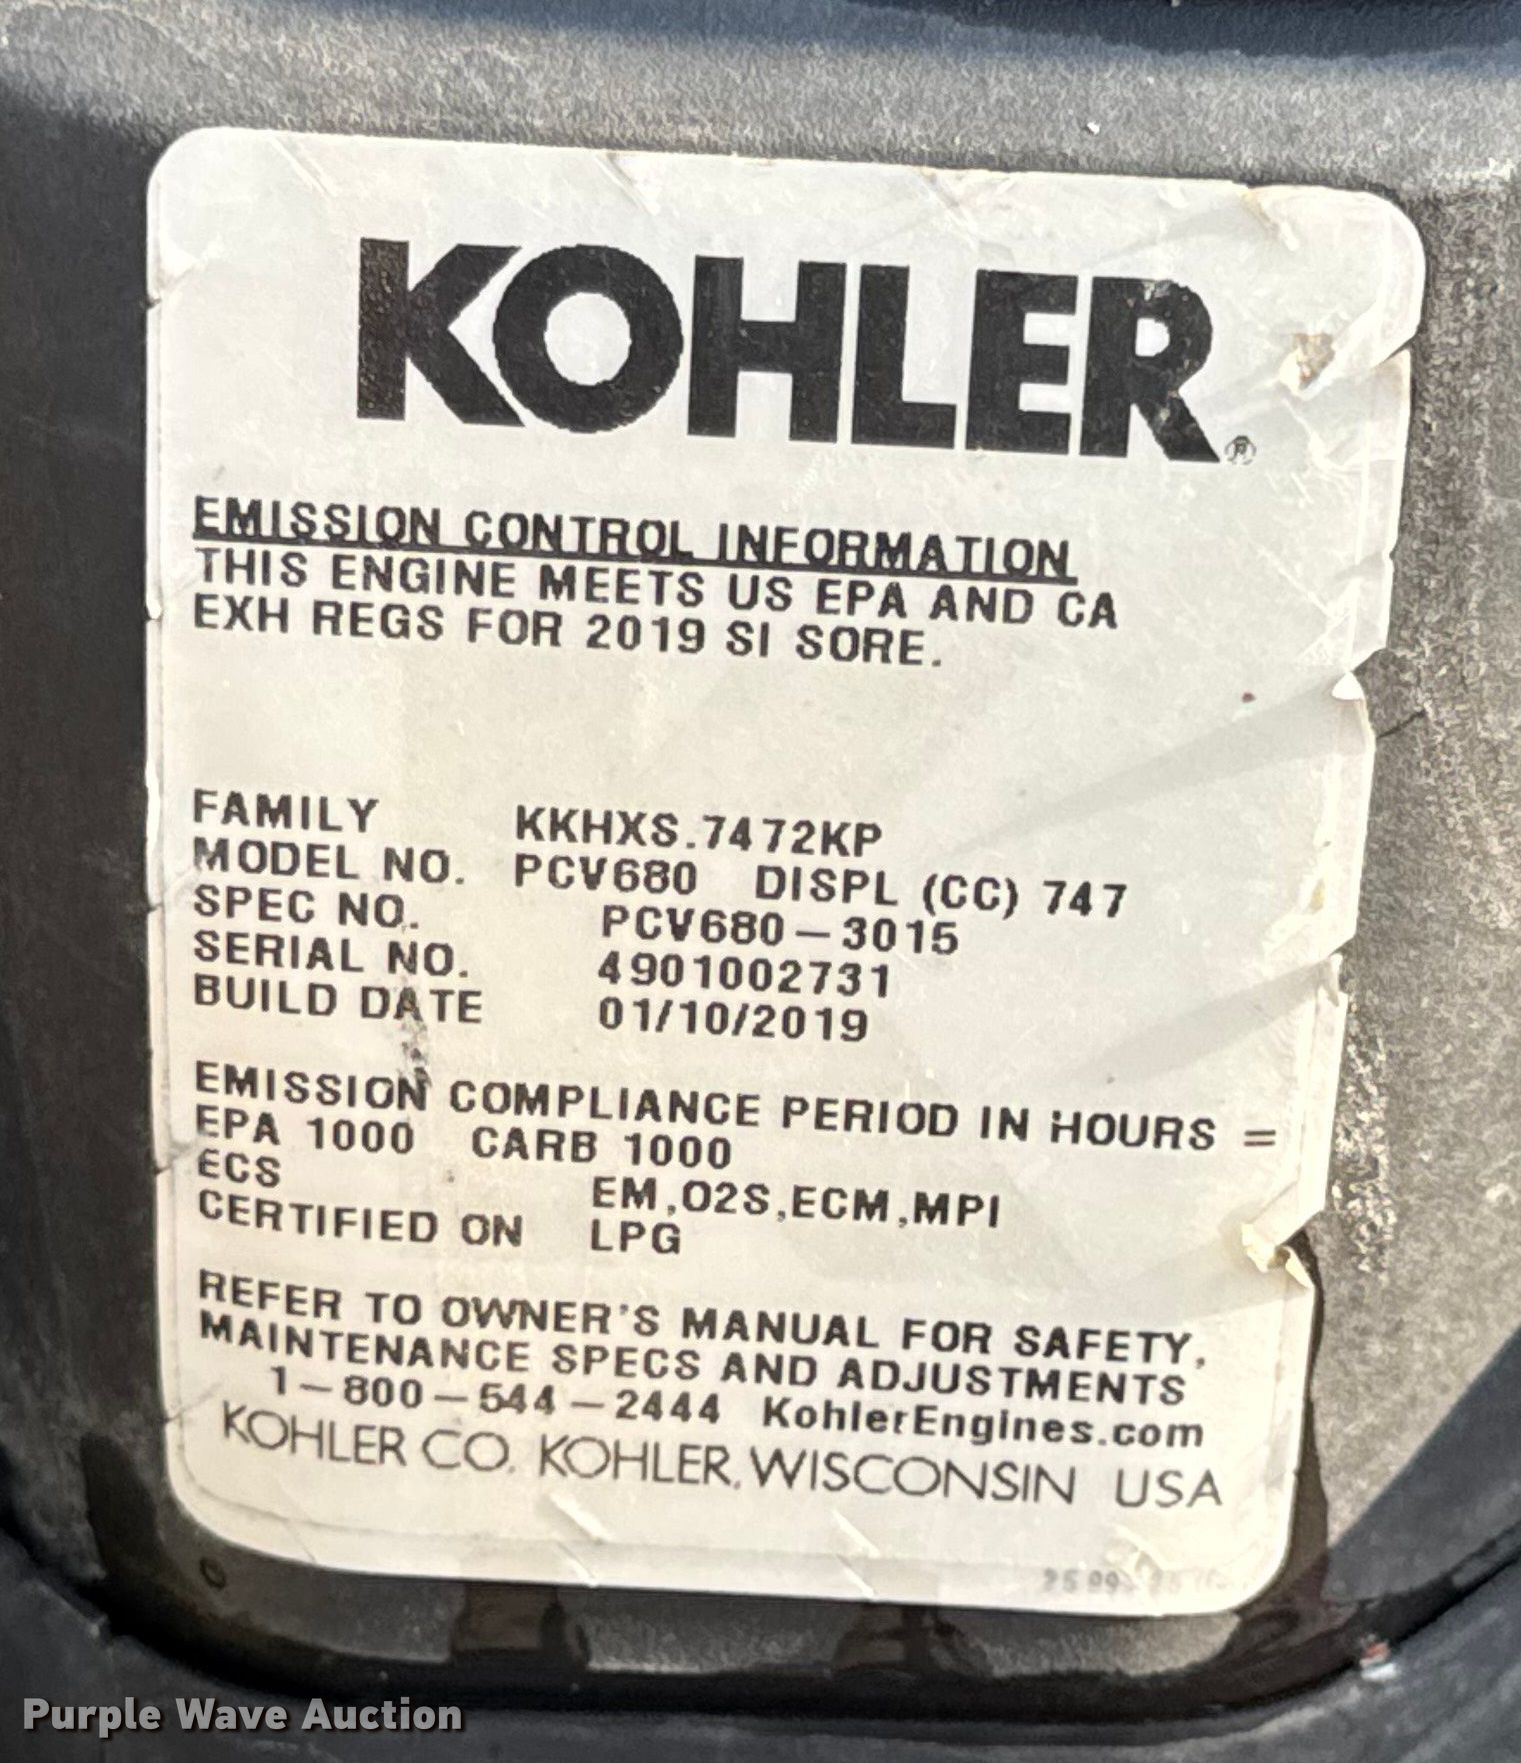 KOHLER®
EMISSION CONTROL INFORMATION
THIS ENGINE MEETS US EPA AND CA
EXH REGS FOR 2019 SI SORE.
FAMILY KKHXS.7472KP
MODEL NO. PCV680 DISPL (CC) 747
SPEC NO. PCV680-3015
SERIAL NO. 4901002731
BUILD DATE 01/10/2019
EMISSION COMPLIANCE PERIOD IN HOURS =
EPA 1000 CARB 1000
ECS EM,O2S,ECM,MPI
CERTIFIED ON LPG
REFER TO OWNER'S MANUAL FOR SAFETY,
MAINTENANCE SPECS AND ADJUSTMENTS
1-800-544-2444 KohlerEngines.com
KOHLER CO. KOHLER, WISCONSIN USA
Purple Wave Auction